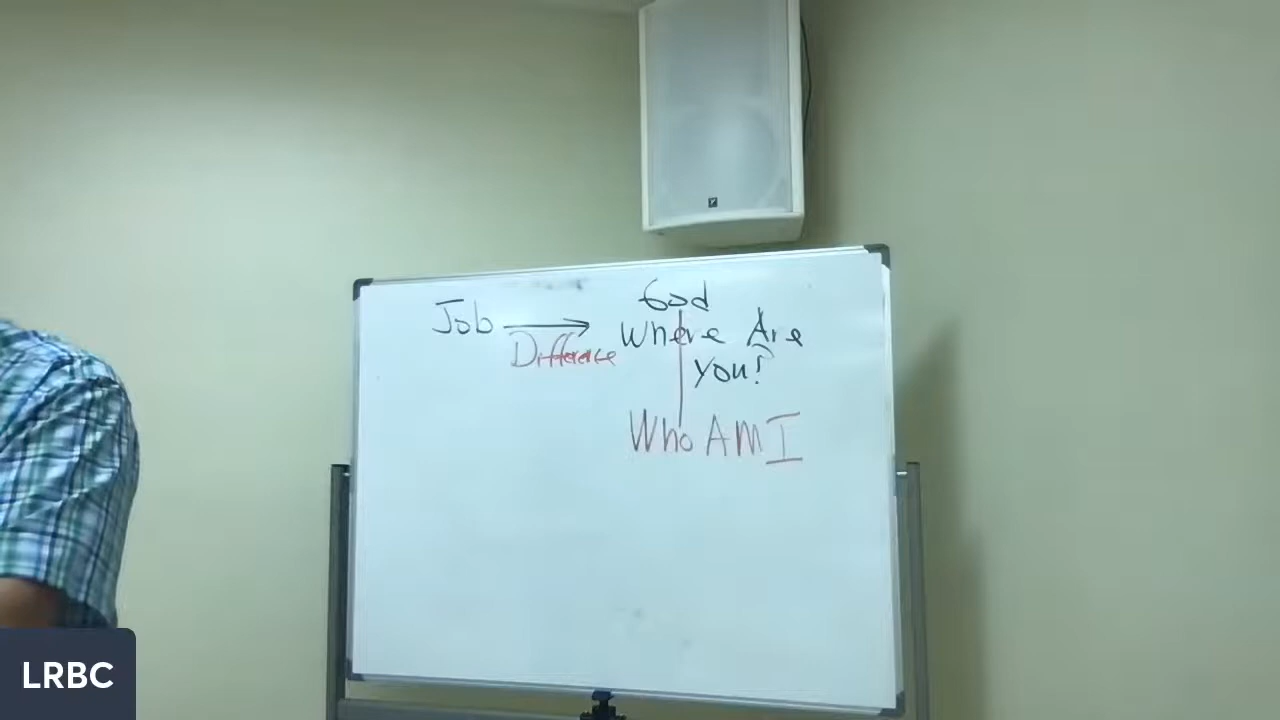 God
Job
Where Are
Difference
you?
Who AM I
LRBC